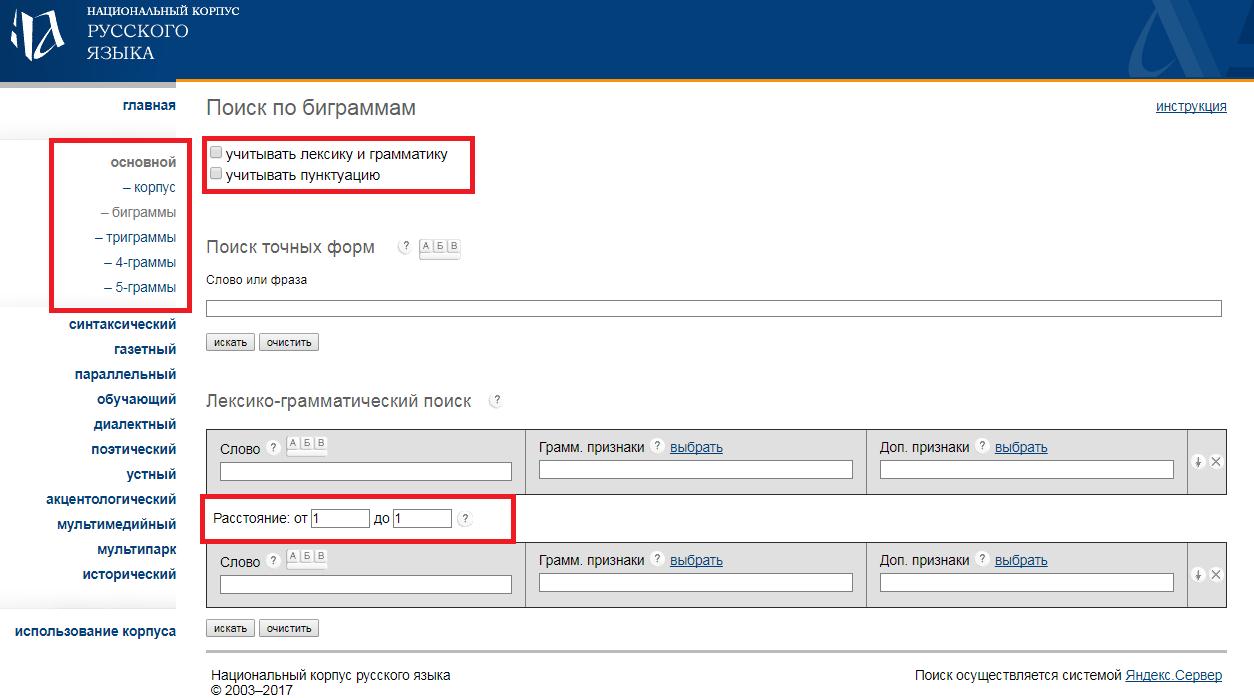 НАЦИОНАЛЬНЫЙ КОРПУС
РУССКОГО
ЯЗЫКА
главная
основной
– корпус
– биграммы
– триграммы
– 4-граммы
– 5-граммы
синтаксический
газетный
параллельный
обучающий
диалектный
поэтический
устный
акцентологический
мультимедийный
мультипарк
исторический
использование корпуса
Поиск по биграммам
инструкция
учитывать лексику и грамматику
учитывать пунктуацию
Поиск точных форм ? А Б В
Слово или фраза
искать очистить
Лексико-грамматический поиск ?
Слово ? А Б В Грамм. признаки ? выбрать Доп. признаки ? выбрать
Расстояние: от 1 до 1 ?
Слово ? А Б В Грамм. признаки ? выбрать Доп. признаки ? выбрать
искать очистить
Национальный корпус русского языка
© 2003–2017
Поиск осуществляется системой Яндекс.Сервер